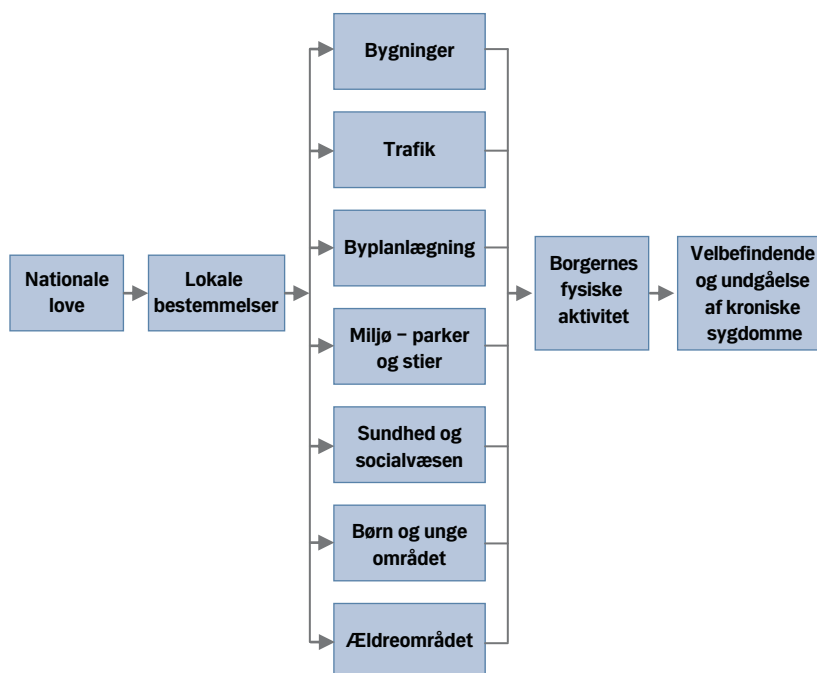 Nationale
love
Lokale
bestemmelser
Bygninger
Trafik
Byplanlægning
Miljø – parker
og stier
Sundhed og
socialvæsen
Børn og unge
området
Ældreområdet
Borgernes
fysiske
aktivitet
Velbefindende
og undgåelse
af kroniske
sygdomme